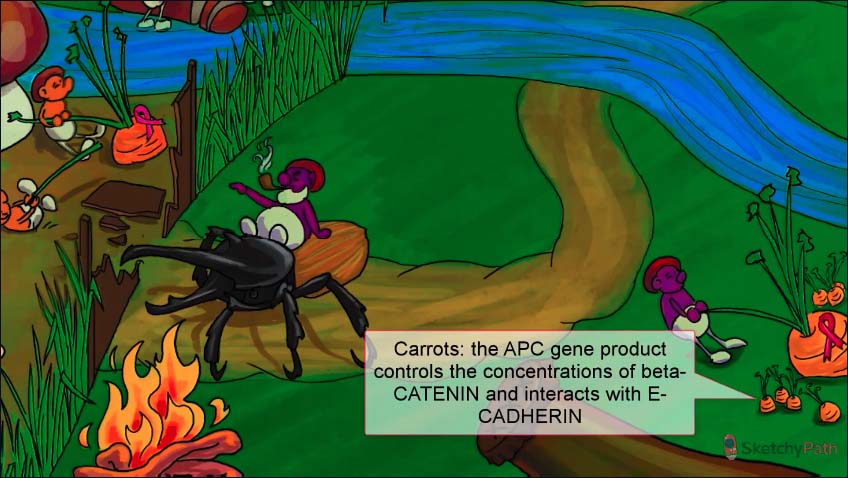 Carrots: the APC gene product
controls the concentrations of beta-
CATENIN and interacts with E-
CADHERIN
SketchyPath